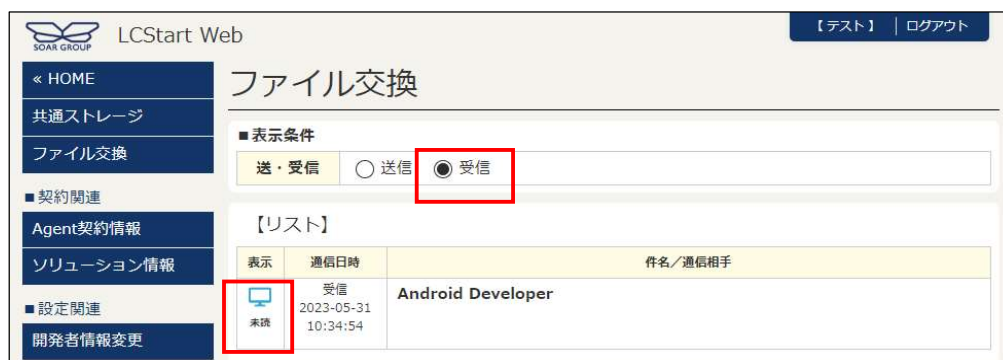 SOAR GROUP
LCStart Web
【テスト】 | ログアウト
« HOME
共通ストレージ
ファイル交換
■契約関連
Agent契約情報
ソリューション情報
■設定関連
開発者情報変更
ファイル交換
■表示条件
送・受信 送信 受信
【リスト】
表示 通信日時 件名／通信相手
未読
受信
2023-05-31
10:34:54
Android Developer